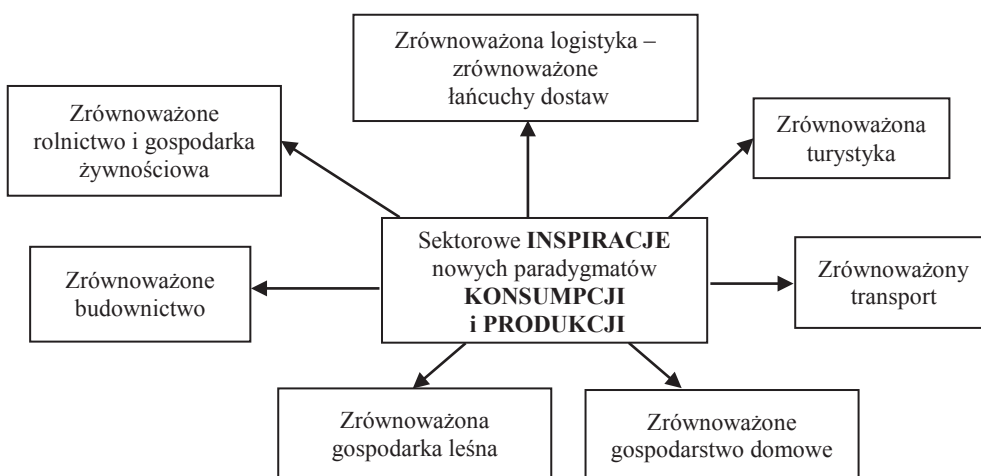 Zrównoważona logistyka –
zrównoważone
łańcuchy dostaw
Zrównoważone
rolnictwo i gospodarka
żywnościowa
Zrównoważona
turystyka
Sektorowe INSPIRACJE
nowych paradygmatów
KONSUMPCJI
i PRODUKCJI
Zrównoważone
budownictwo
Zrównoważony
transport
Zrównoważona
gospodarka leśna
Zrównoważone
gospodarstwo domowe